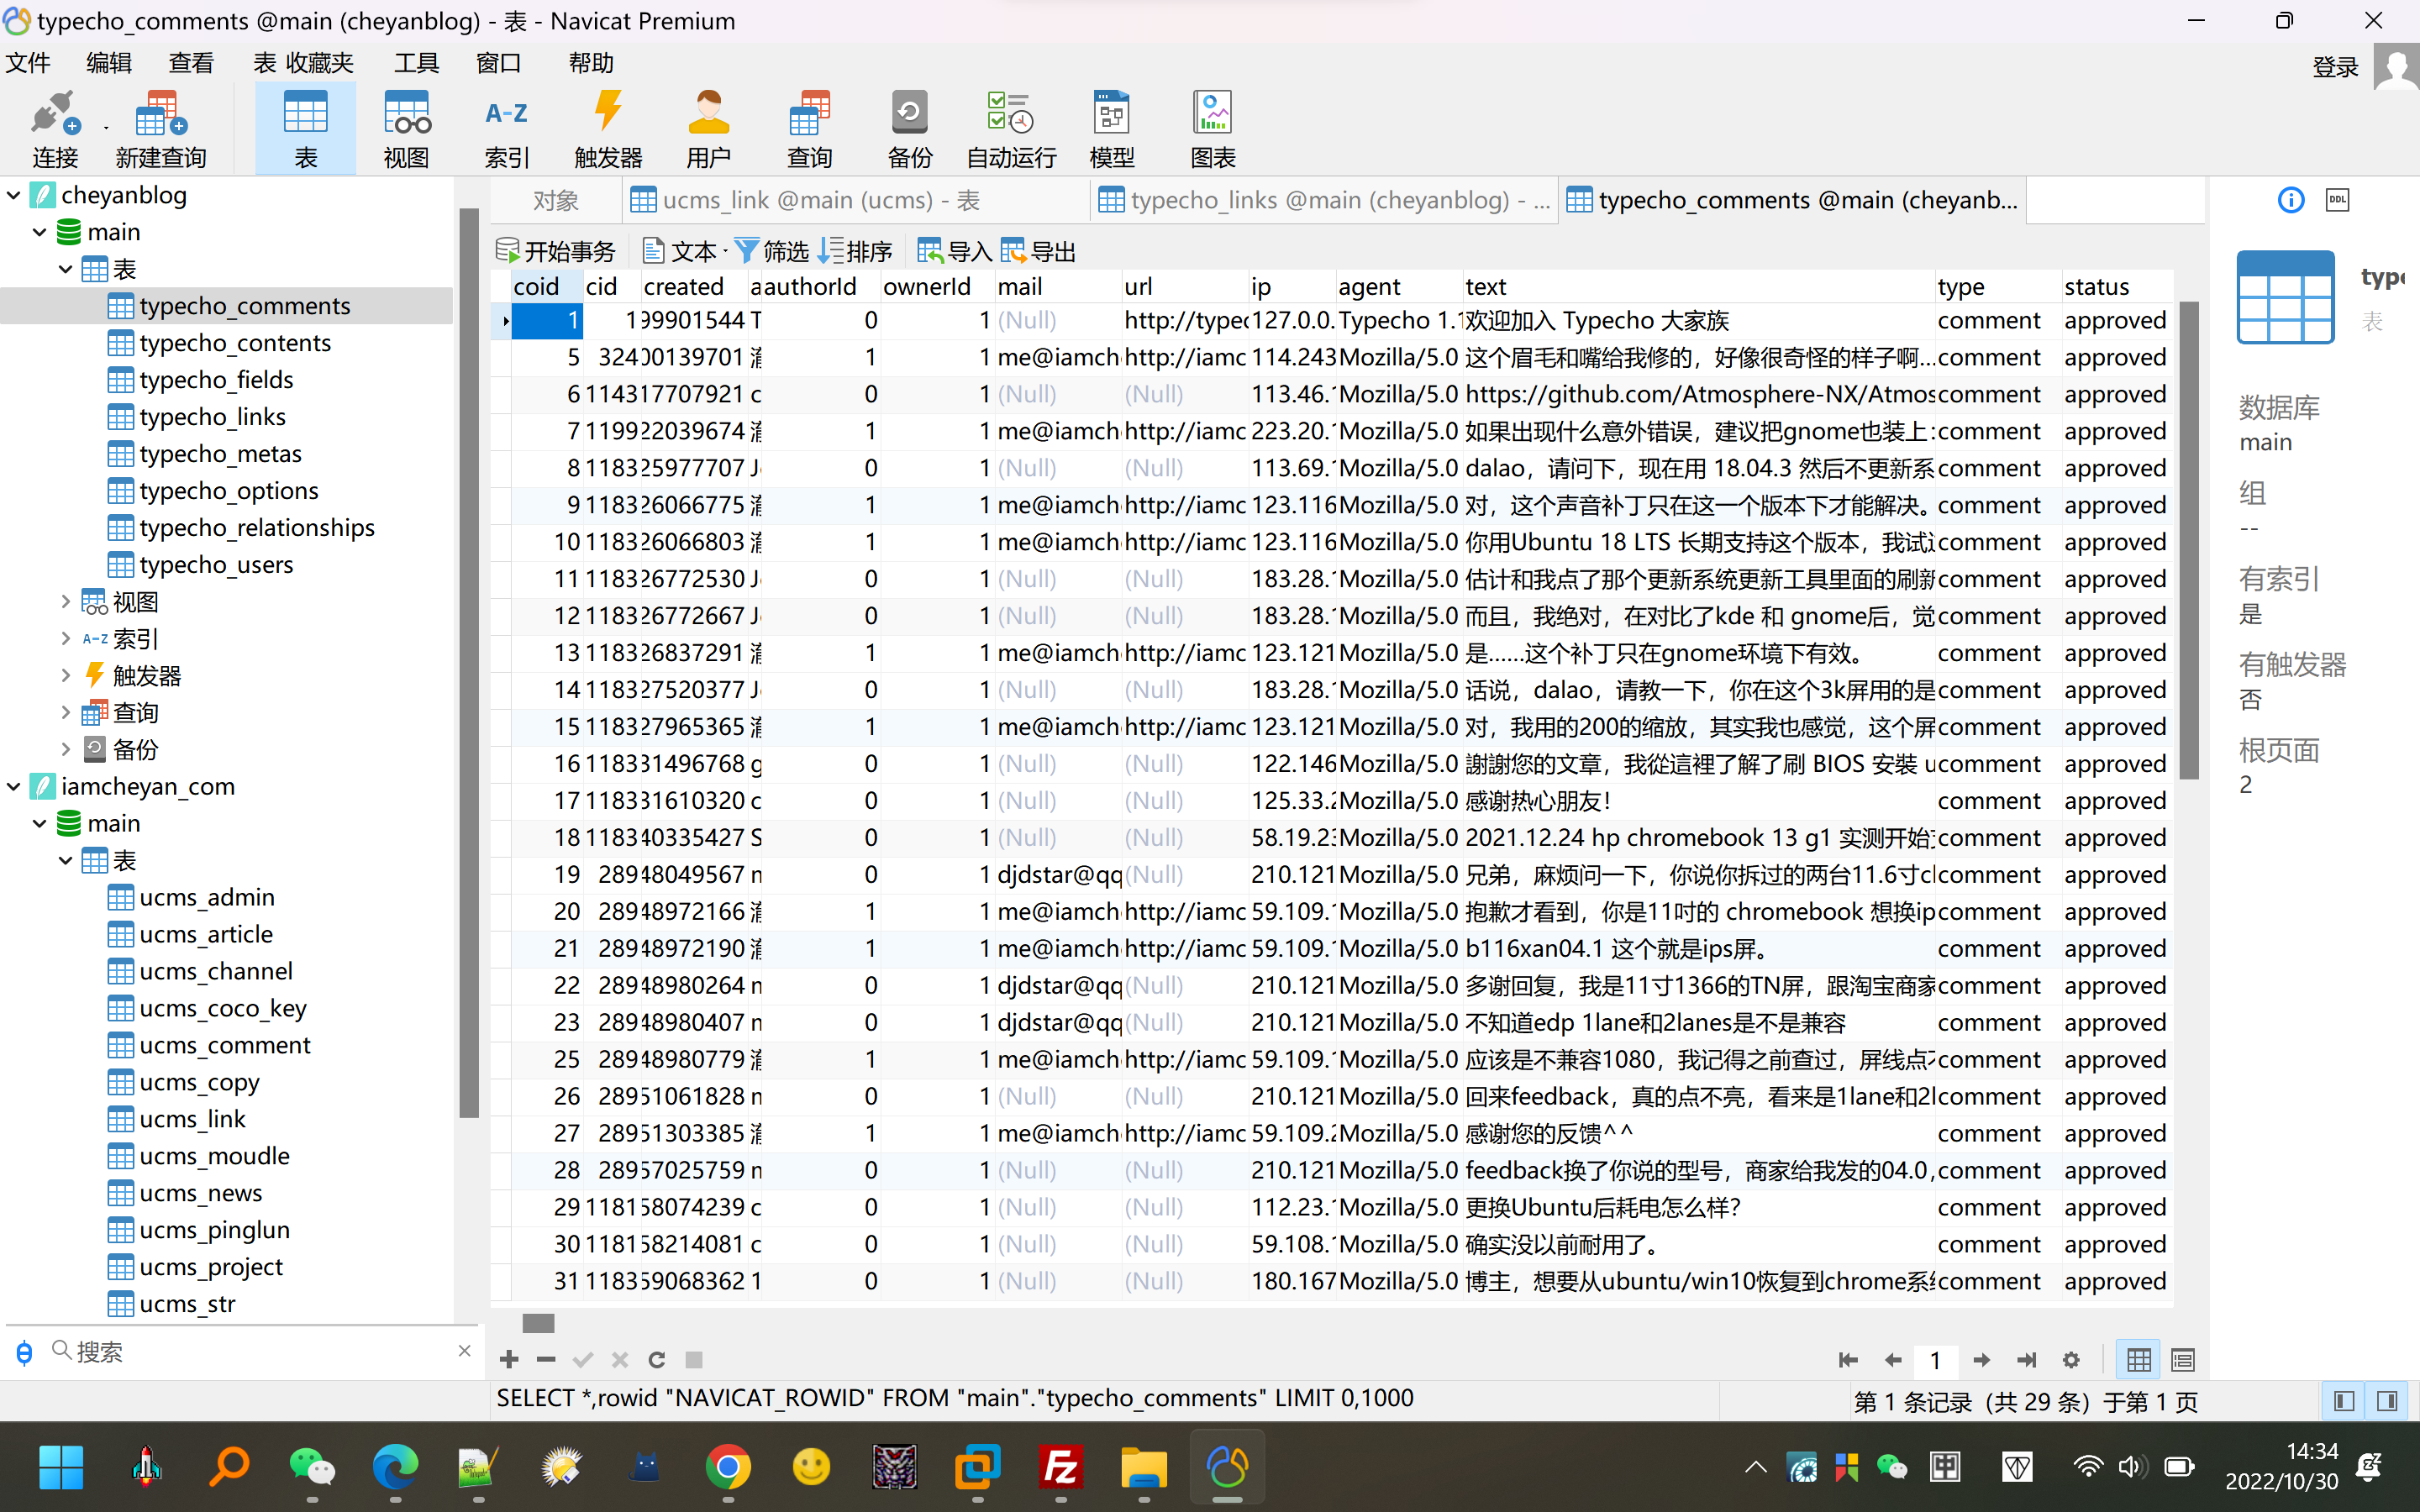 typecho_comments @main (cheyanblog) - 表 - Navicat Premium
文件 编辑 查看 表 收藏夹 工具 窗口 帮助 登录
连接 新建查询 表 视图 索引 触发器 用户 查询 备份 自动运行 模型 图表
A-Z
cheyanblog
main
表
typecho_comments
typecho_contents
typecho_fields
typecho_links
typecho_metas
typecho_options
typecho_relationships
typecho_users
视图
A-Z 索引
触发器
查询
备份
iamcheyan_com
main
表
ucms_admin
ucms_article
ucms_channel
ucms_coco_key
ucms_comment
ucms_copy
ucms_link
ucms_moudle
ucms_news
ucms_pinglun
ucms_project
ucms_str
搜索
对象 ucms_link @main (ucms) - 表 typecho_links @main (cheyanblog) - ... typecho_comments @main (cheyanb...
开始事务 文本 筛选 排序 导入 导出
coid cid created a authorId ownerId mail url ip agent text type status
1 1 99901544 T 0 1 (Null) http://typec 127.0.0. Typecho 1.1 欢迎加入 Typecho 大家族 comment approved
5 324 00139701 1 1 me@iamch http://iamc 114.243 Mozilla/5.0 这个眉毛和嘴给我修的，好像很奇怪的样子啊... comment approved
6 1143 17707921 c 0 1 (Null) (Null) 113.46. Mozilla/5.0 https://github.com/Atmosphere-NX/Atmos comment approved
7 1199 22039674 1 1 me@iamch http://iamc 223.20. Mozilla/5.0 如果出现什么意外错误，建议把gnome也装上: comment approved
8 1183 25977707 J 0 1 (Null) (Null) 113.69. Mozilla/5.0 dalao，请问下，现在用 18.04.3 然后不更新系 comment approved
9 1183 26066775 1 1 me@iamch http://iamc 123.116 Mozilla/5.0 对，这个声音补丁只在这一个版本下才能解决。 comment approved
10 1183 26066803 1 1 me@iamch http://iamc 123.116 Mozilla/5.0 你用Ubuntu 18 LTS 长期支持这个版本，我试 comment approved
11 1183 26772530 J 0 1 (Null) (Null) 183.28. Mozilla/5.0 估计和我点了那个更新系统更新工具里面的刷新 comment approved
12 1183 26772667 J 0 1 (Null) (Null) 183.28. Mozilla/5.0 而且，我绝对，在对比了kde 和 gnome后，觉 comment approved
13 1183 26837291 1 1 me@iamch http://iamc 123.121 Mozilla/5.0 是......这个补丁只在gnome环境下有效。 comment approved
14 1183 27520377 J 0 1 (Null) (Null) 183.28. Mozilla/5.0 话说，dalao，请教一下，你在这个3k屏用的是 comment approved
15 1183 27965365 1 1 me@iamch http://iamc 123.121 Mozilla/5.0 对，我用的200的缩放，其实我也感觉，这个屏 comment approved
16 1183 31496768 g 0 1 (Null) (Null) 122.146 Mozilla/5.0 謝謝您的文章，我從這裡了解了刷 BIOS 安裝 u comment approved
17 1183 31610320 c 0 1 (Null) (Null) 125.33.2 Mozilla/5.0 感谢热心朋友！ comment approved
18 1183 40335427 S 0 1 (Null) (Null) 58.19.23 Mozilla/5.0 2021.12.24 hp chromebook 13 g1 实测开始 comment approved
19 289 48049567 n 0 1 djdstar@qq (Null) 210.121 Mozilla/5.0 兄弟，麻烦问一下，你说你拆过的两台11.6寸c comment approved
20 289 48972166 1 1 me@iamch http://iamc 59.109. Mozilla/5.0 抱歉才看到，你是11吋的 chromebook 想换ip comment approved
21 289 48972190 1 1 me@iamch http://iamc 59.109. Mozilla/5.0 b116xan04.1 这个就是ips屏。 comment approved
22 289 48980264 n 0 1 djdstar@qq (Null) 210.121 Mozilla/5.0 多谢回复，我是11寸1366的TN屏，跟淘宝商家 comment approved
23 289 48980407 n 0 1 djdstar@qq (Null) 210.121 Mozilla/5.0 不知道edp 1lane和2lanes是不是兼容 comment approved
25 289 48980779 1 1 me@iamch http://iamc 59.109. Mozilla/5.0 应该是不兼容1080，我记得之前查过，屏线点 comment approved
26 289 51061828 n 0 1 (Null) (Null) 210.121 Mozilla/5.0 回来feedback，真的点不亮，看来是1lane和2l comment approved
27 289 51303385 1 1 me@iamch http://iamc 59.109.2 Mozilla/5.0 感谢您的反馈^^ comment approved
28 289 57025759 n 0 1 (Null) (Null) 210.121 Mozilla/5.0 feedback换了你说的型号，商家给我发的04.0， comment approved
29 1181 58074239 c 0 1 (Null) (Null) 112.23. Mozilla/5.0 更换Ubuntu后耗电怎么样？ comment approved
30 1181 58214081 c 0 1 (Null) (Null) 59.108. Mozilla/5.0 确实没以前耐用了。 comment approved
31 1183 59068362 1 0 1 (Null) (Null) 180.167 Mozilla/5.0 博主，想要从ubuntu/win10恢复到chrome系 comment approved
1
SELECT *,rowid "NAVICAT_ROWID" FROM "main"."typecho_comments" LIMIT 0,1000
第 1 条记录（共 29 条）于第 1 页
DDL
type
表
数据库
main
组
--
有索引
是
有触发器
否
根页面
2
14:34
2022/10/30